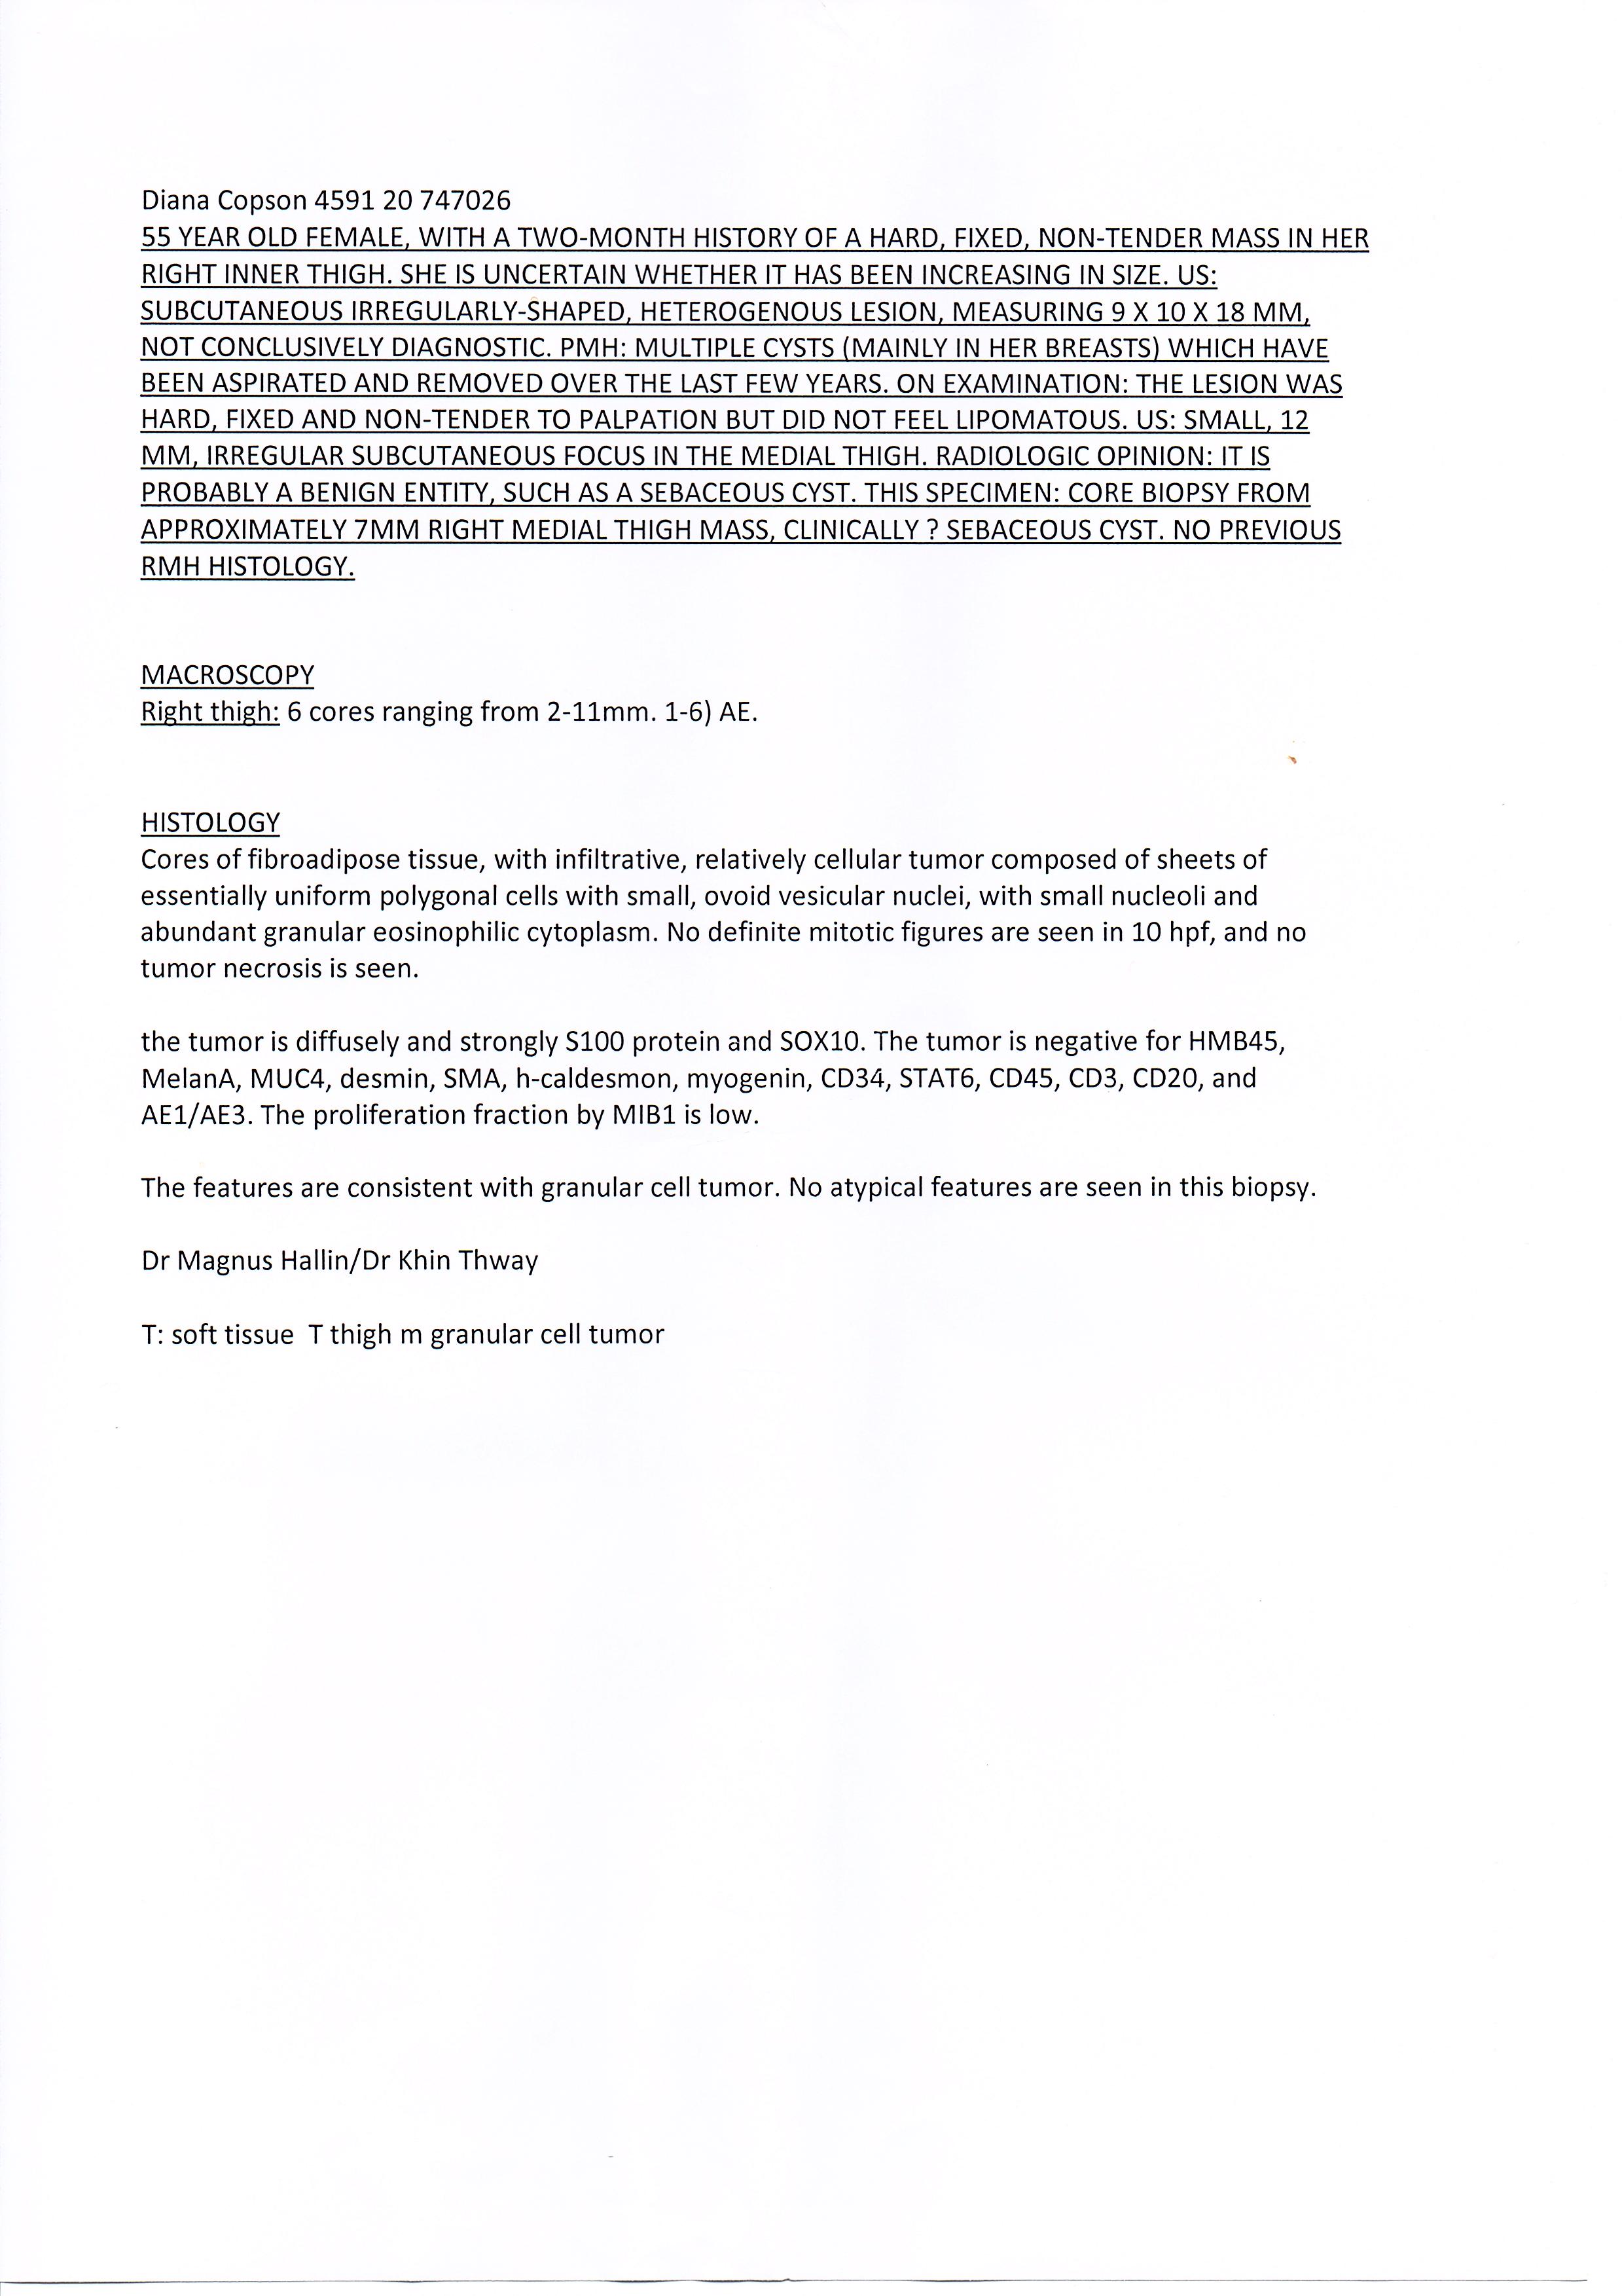 Diana Copson 4591 20 747026
55 YEAR OLD FEMALE, WITH A TWO-MONTH HISTORY OF A HARD, FIXED, NON-TENDER MASS IN HER
RIGHT INNER THIGH. SHE IS UNCERTAIN WHETHER IT HAS BEEN INCREASING IN SIZE. US:
SUBCUTANEOUS IRREGULARLY-SHAPED, HETEROGENOUS LESION, MEASURING 9 X 10 X 18 MM,
NOT CONCLUSIVELY DIAGNOSTIC. PMH: MULTIPLE CYSTS (MAINLY IN HER BREASTS) WHICH HAVE
BEEN ASPIRATED AND REMOVED OVER THE LAST FEW YEARS. ON EXAMINATION: THE LESION WAS
HARD, FIXED AND NON-TENDER TO PALPATION BUT DID NOT FEEL LIPOMATOUS. US: SMALL, 12
MM, IRREGULAR SUBCUTANEOUS FOCUS IN THE MEDIAL THIGH. RADIOLOGIC OPINION: IT IS
PROBABLY A BENIGN ENTITY, SUCH AS A SEBACEOUS CYST. THIS SPECIMEN: CORE BIOPSY FROM
APPROXIMATELY 7MM RIGHT MEDIAL THIGH MASS, CLINICALLY ? SEBACEOUS CYST. NO PREVIOUS
RMH HISTOLOGY.
MACROSCOPY
Right thigh: 6 cores ranging from 2-11mm. 1-6) AE.
HISTOLOGY
Cores of fibroadipose tissue, with infiltrative, relatively cellular tumor composed of sheets of
essentially uniform polygonal cells with small, ovoid vesicular nuclei, with small nucleoli and
abundant granular eosinophilic cytoplasm. No definite mitotic figures are seen in 10 hpf, and no
tumor necrosis is seen.
the tumor is diffusely and strongly S100 protein and SOX10. The tumor is negative for HMB45,
MelanA, MUC4, desmin, SMA, h-caldesmon, myogenin, CD34, STAT6, CD45, CD3, CD20, and
AE1/AE3. The proliferation fraction by MIB1 is low.
The features are consistent with granular cell tumor. No atypical features are seen in this biopsy.
Dr Magnus Hallin/Dr Khin Thway
T: soft tissue  T thigh m granular cell tumor